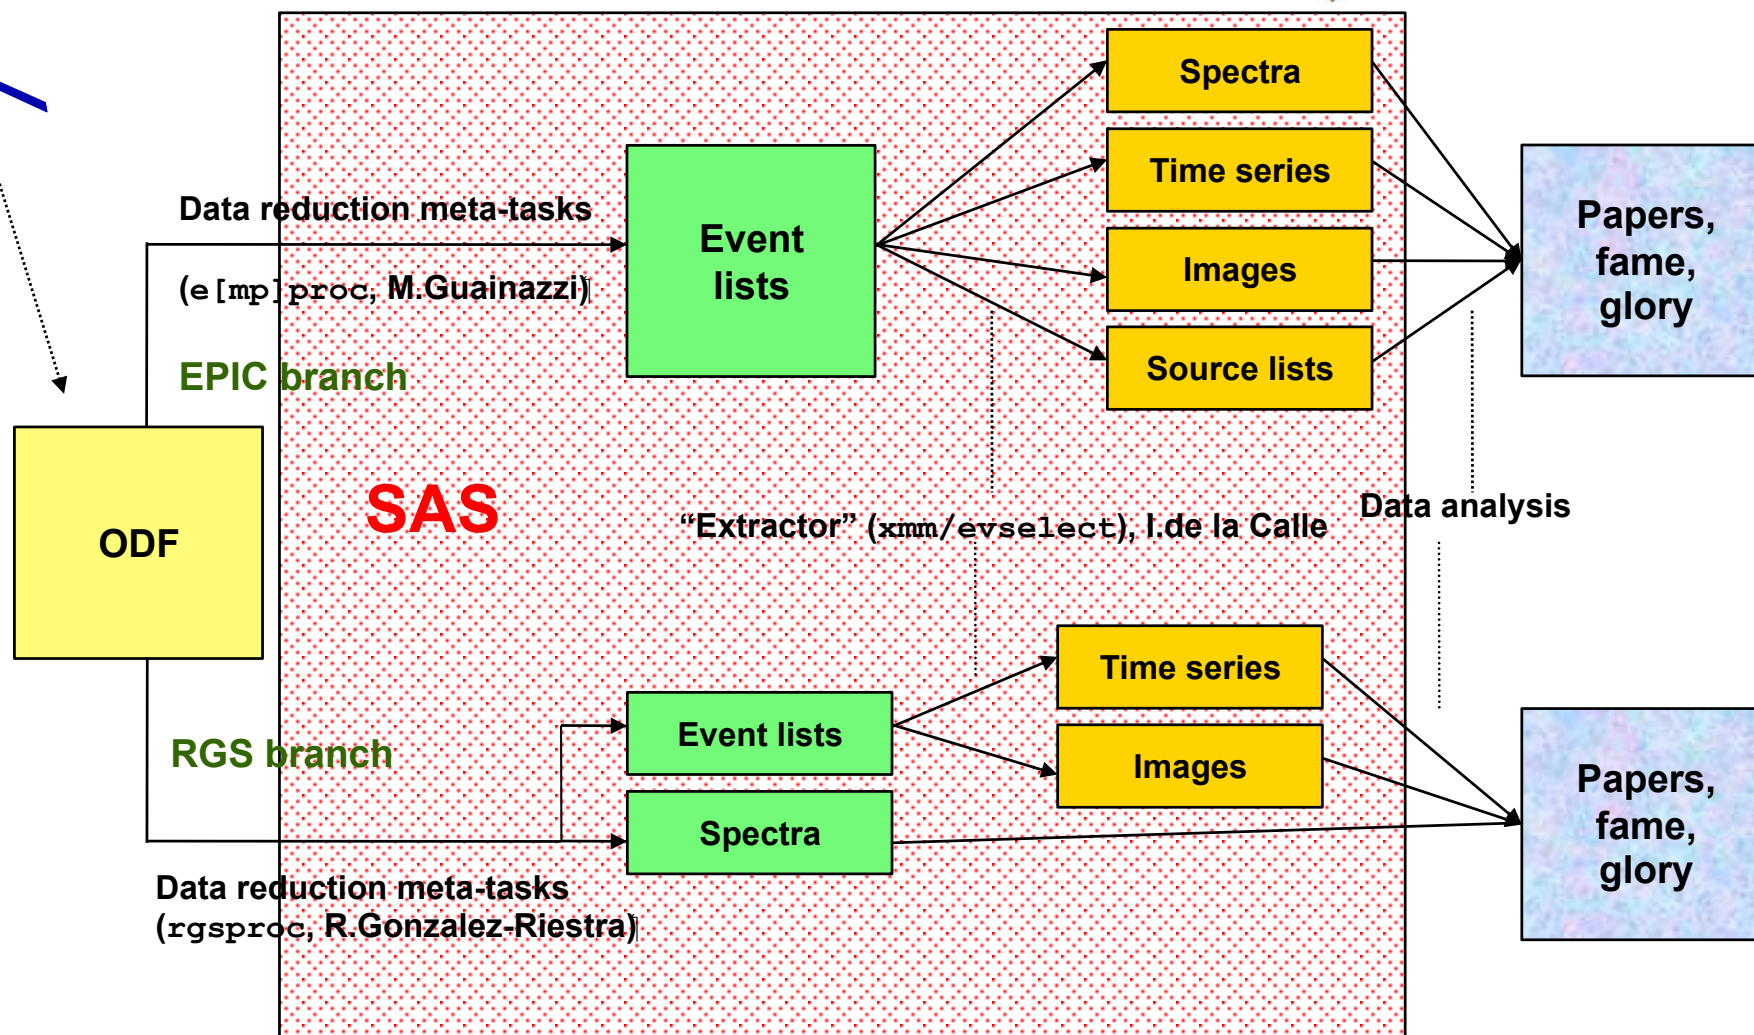 Spectra
Time series
Images
Source lists
Data reduction meta-tasks
(e[mp]proc, M.Guainazzi)
Event
lists
Papers,
fame,
glory
EPIC branch
ODF
SAS
“Extractor” (xmm/evselect), I.de la Calle
Data analysis
Time series
Images
RGS branch
Event lists
Spectra
Papers,
fame,
glory
Data reduction meta-tasks
(rgsproc, R.Gonzalez-Riestra)